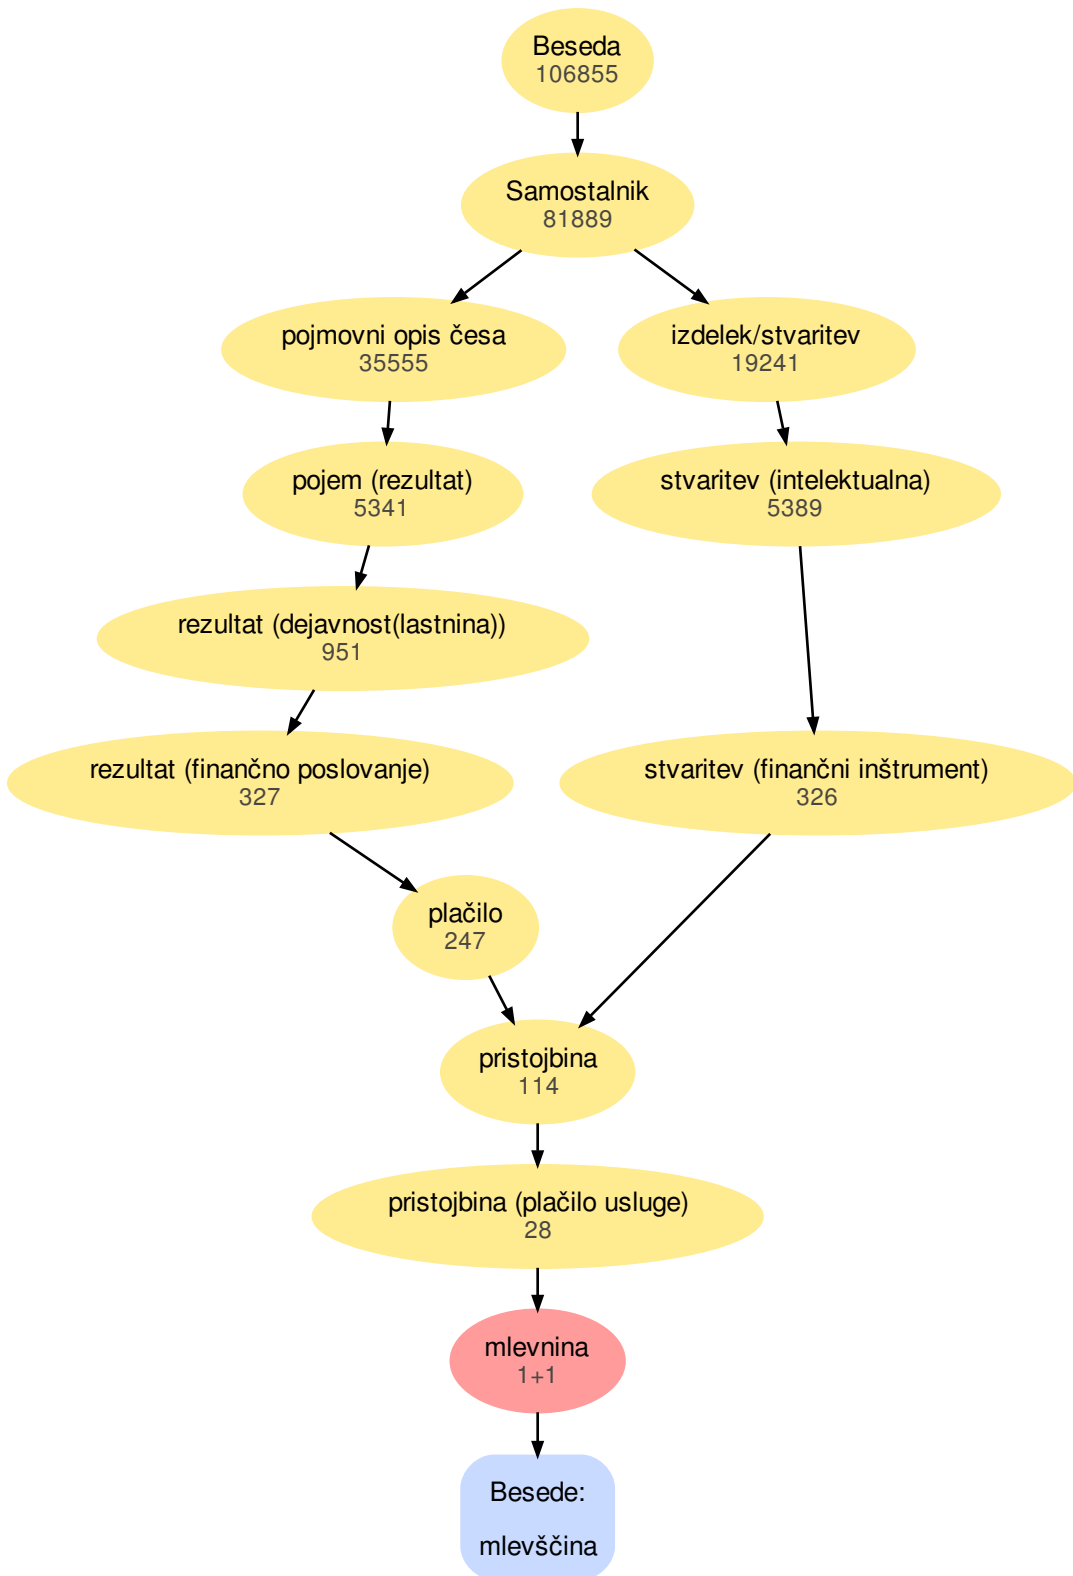 Beseda
106855
Samostalnik
81889
pojmovni opis česa
35555
izdelek/stvaritev
19241
pojem (rezultat)
5341
stvaritev (intelektualna)
5389
rezultat (dejavnost(lastnina))
951
rezultat (finančno poslovanje)
327
stvaritev (finančni inštrument)
326
plačilo
247
pristojbina
114
pristojbina (plačilo usluge)
28
mlevnina
1+1
Besede:
mlevščina